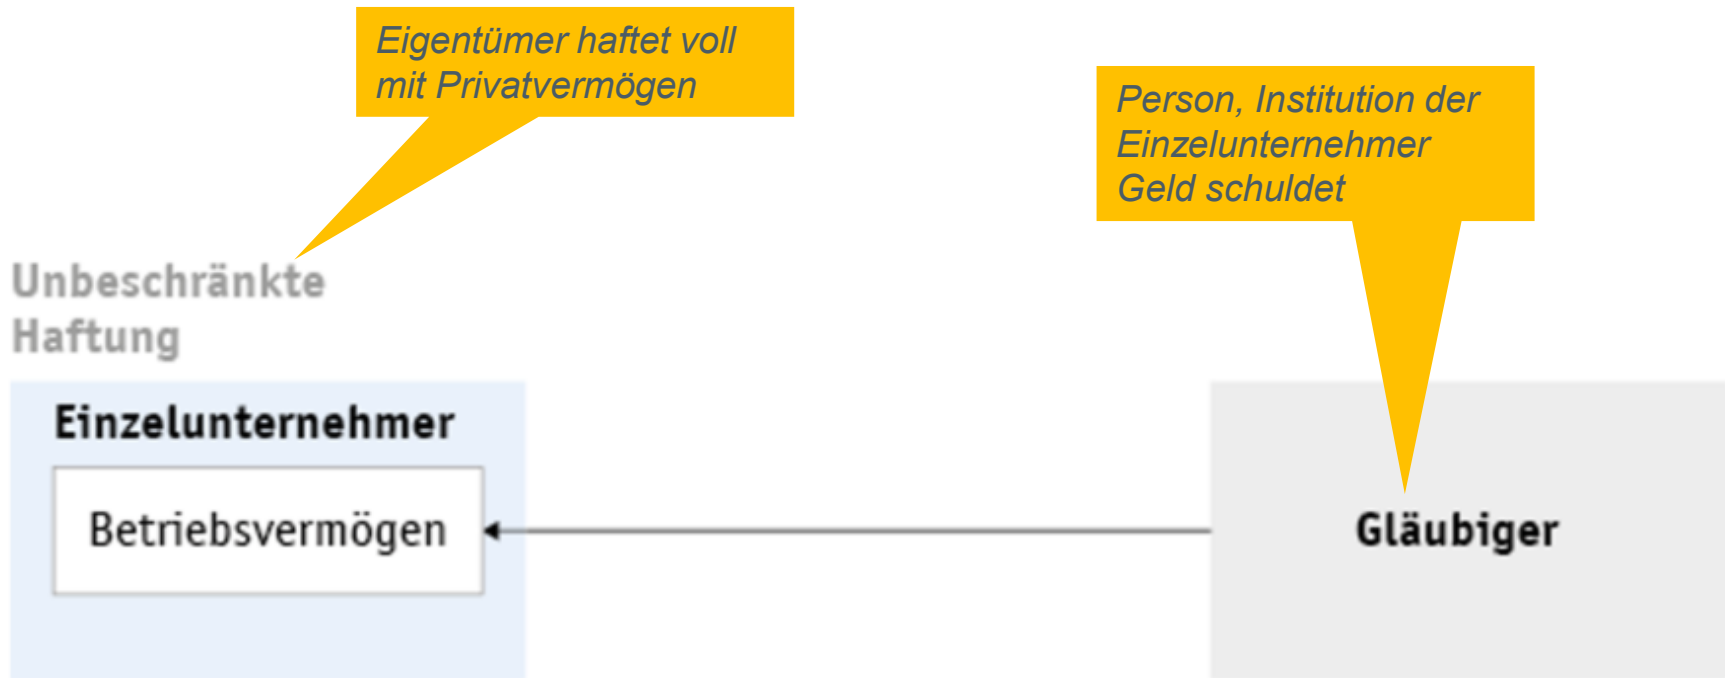 Eigentümer haftet voll
mit Privatvermögen
Person, Institution der
Einzelunternehmer
Geld schuldet
Unbeschränkte
Haftung
Einzelunternehmer
Betriebsvermögen
Gläubiger